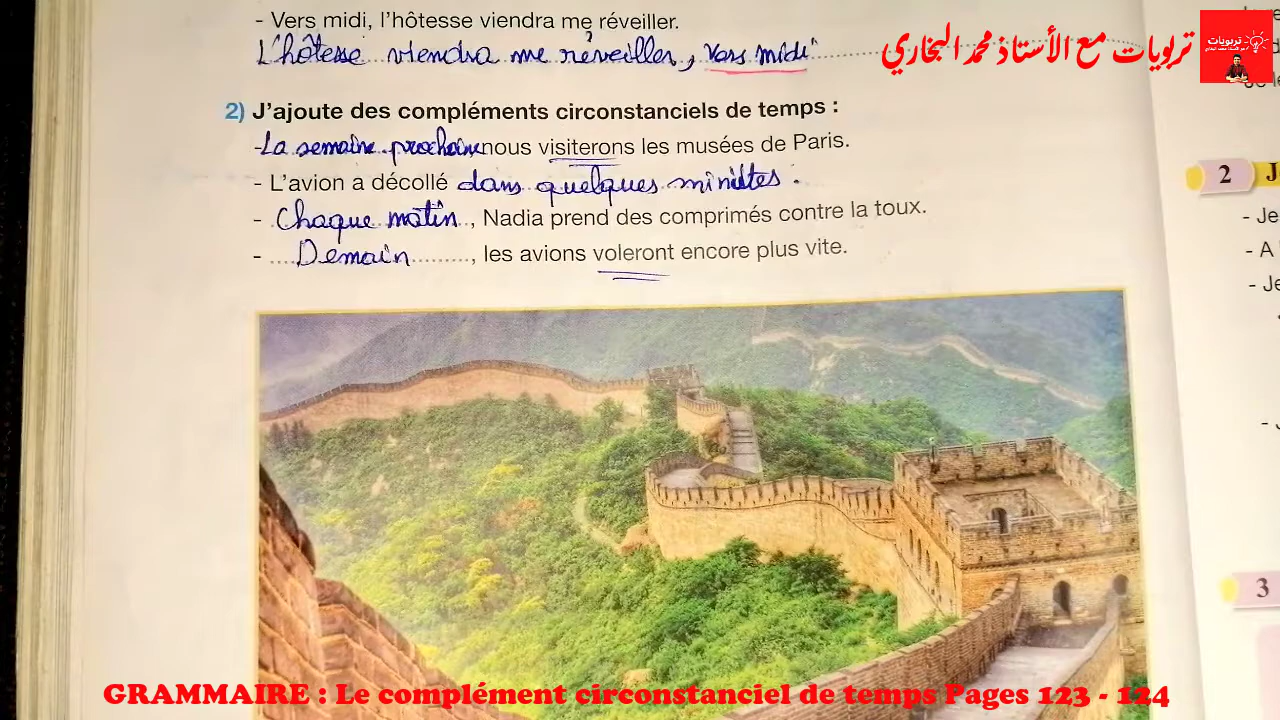 - Vers midi, l'hôtesse viendra me réveiller.
L'hôtesse viendra me réveiller, vers midi
تربويات مع الأستاذ محمد البخاري
تربويات
2) J'ajoute des compléments circonstanciels de temps :
- La semaine prochaine nous visiterons les musées de Paris.
- L'avion a décollé dans quelques minutes.
- Chaque matin, Nadia prend des comprimés contre la toux.
- Demain, les avions voleront encore plus vite.
2 J
- Je
- A
- Je
3
GRAMMAIRE : Le complément circonstanciel de temps Pages 123 - 124